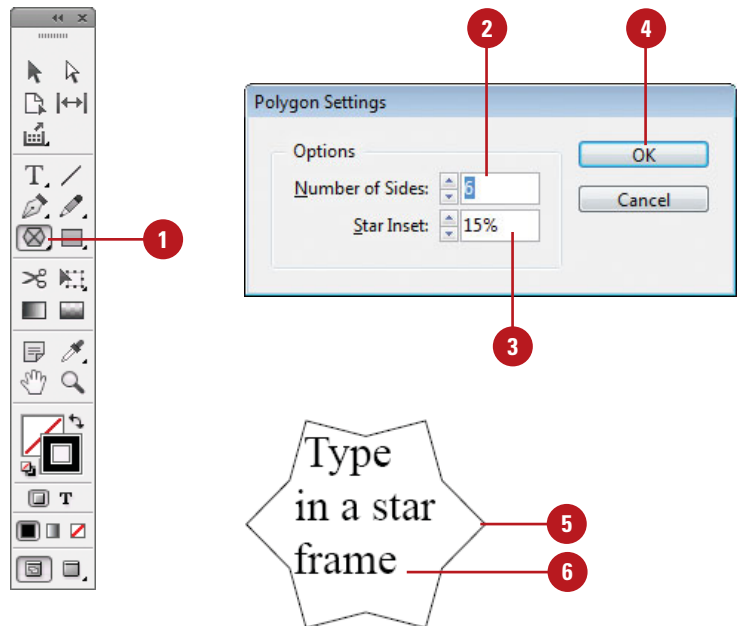 2
4
Polygon Settings
Options
Number of Sides: 6
Star Inset: 15%
OK
Cancel
T
1
3
T
Type
in a star
frame
5
6